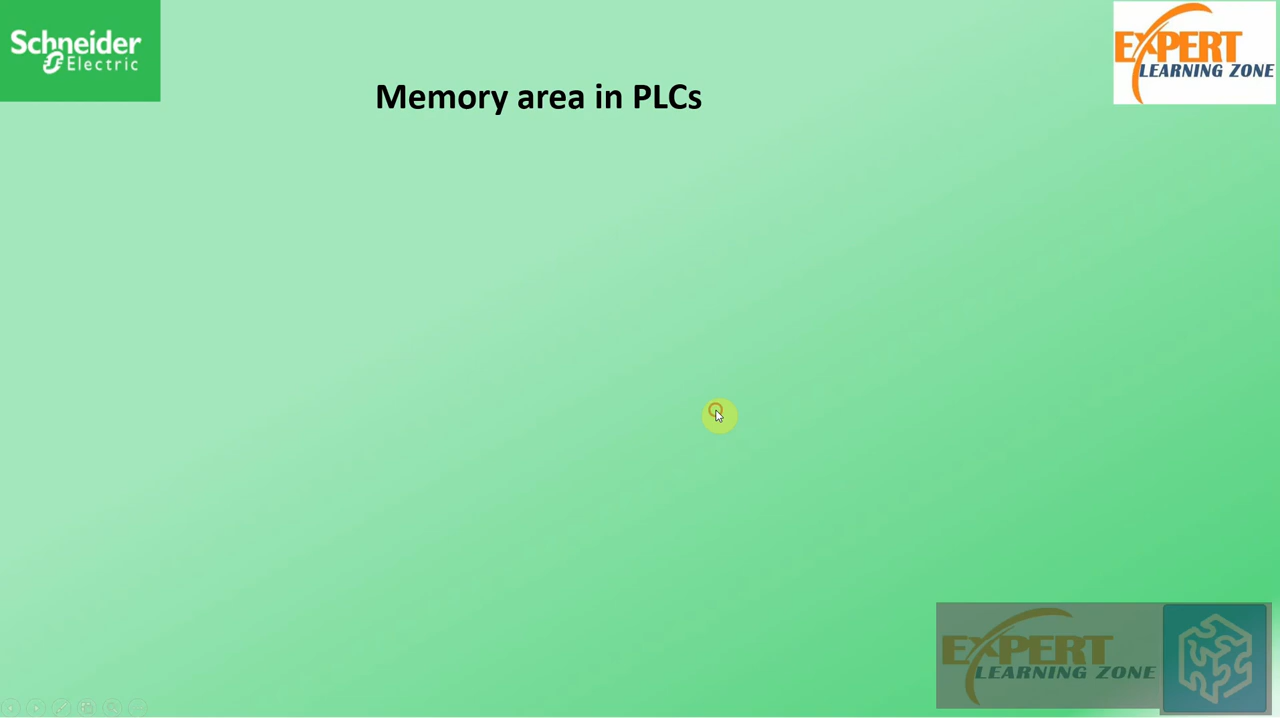 Schneider
Electric
EXPERT
LEARNING ZONE
Memory area in PLCs
EXPERT
LEARNING ZONE